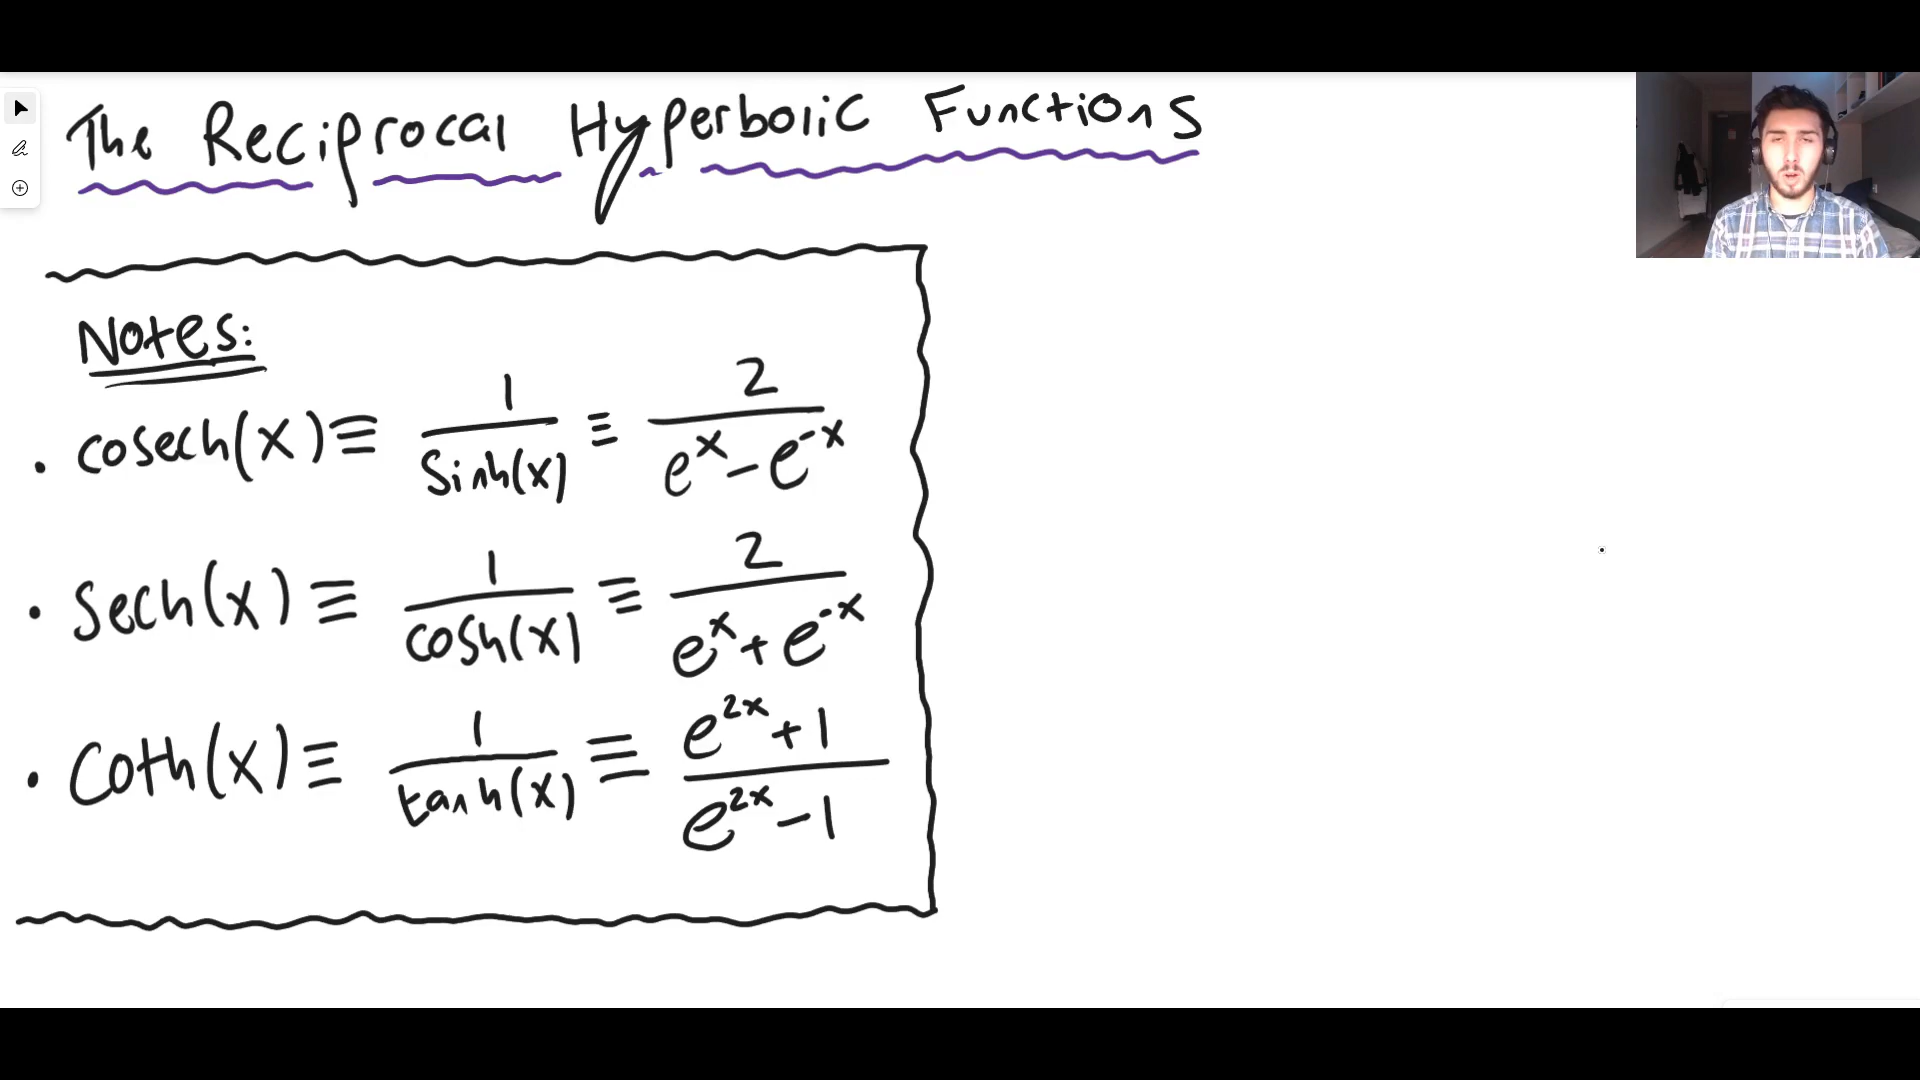 The Reciprocal Hyperbolic Functions
Notes:
• cosech(x) ≡ 1/sinh(x) ≡ 2/(e^x - e^-x)
• Sech(x) ≡ 1/cosh(x) ≡ 2/(e^x + e^-x)
• Coth(x) ≡ 1/tanh(x) ≡ (e^2x + 1)/(e^2x - 1)